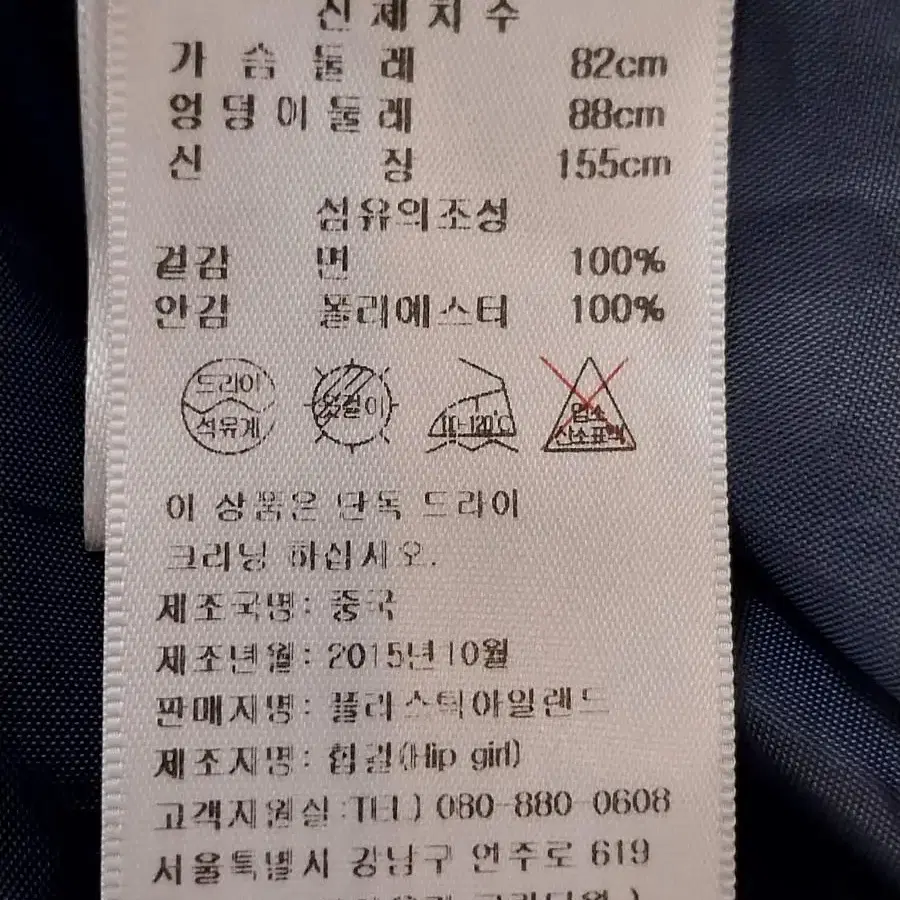 신체치수
가슴둘레 82cm
엉덩이둘레 88cm
신장 155cm
섬유의조성
겉감 면 100%
안감 폴리에스터 100%
드라이
석유계
옷걸이
120℃
염소
산소표백
이 상품은 단독 드라이
크리닝 하십시오.
제조국명: 중국
제조년월: 2015년10월
판매자명: 플라스틱아일랜드
제조자명: 힙걸(Hip girl)
고객지원실:TEL) 080-880-0608
서울특별시 강남구 언주로 619